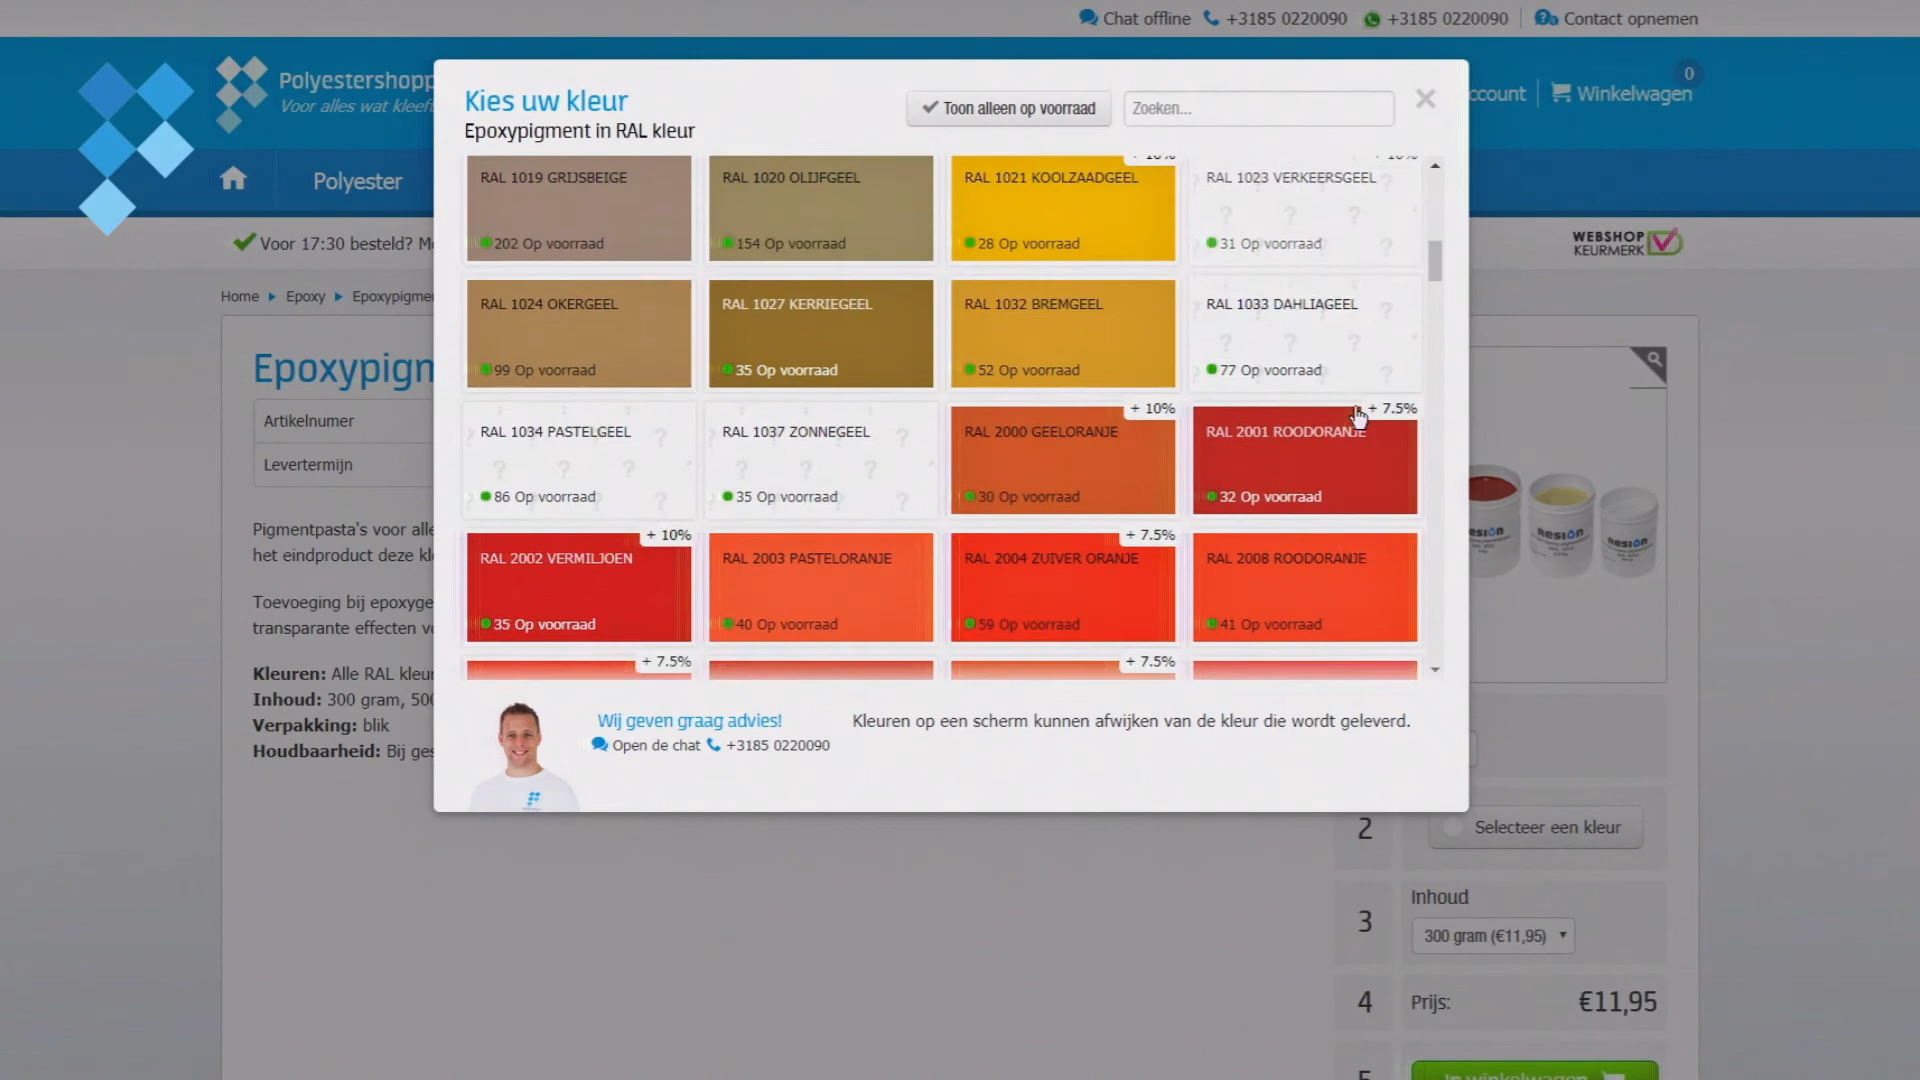 Chat offline +3185 0220090 +3185 0220090 Contact opnemen
Polyestershopp
Voor alles wat kleeft
ccount Winkelwagen 0
Polyester
Voor 17:30 besteld?
WEBSHOP
KEURMERK
Home Epoxy Epoxypigme
Epoxypign
Artikelnumer
Levertermijn
Pigmentpasta's voor alle
het eindproduct deze kl
Toevoeging bij epoxyge
transparante effecten v
Kleuren: Alle RAL kleur
Inhoud: 300 gram, 500
Verpakking: blik
Houdbaarheid: Bij ges
Kies uw kleur
Epoxypigment in RAL kleur
Toon alleen op voorraad
Zoeken...
RAL 1019 GRIJSBEIGE
202 Op voorraad
RAL 1020 OLIJFGEEL
154 Op voorraad
RAL 1021 KOOLZAADGEEL
28 Op voorraad
RAL 1023 VERKEERSGEEL
31 Op voorraad
RAL 1024 OKERGEEL
99 Op voorraad
RAL 1027 KERRIEGEEL
35 Op voorraad
RAL 1032 BREMGEEL
52 Op voorraad
RAL 1033 DAHLIAGEEL
77 Op voorraad
RAL 1034 PASTELGEEL
86 Op voorraad
RAL 1037 ZONNEGEEL
35 Op voorraad
+ 10%
RAL 2000 GEELORANJE
30 Op voorraad
+ 7.5%
RAL 2001 ROODORANJE
32 Op voorraad
+ 10%
RAL 2002 VERMILJOEN
35 Op voorraad
RAL 2003 PASTELORANJE
40 Op voorraad
+ 7.5%
RAL 2004 ZUIVER ORANJE
59 Op voorraad
RAL 2008 ROODORANJE
41 Op voorraad
+ 7.5%
+ 7.5%
Wij geven graag advies!
Open de chat +3185 0220090
Kleuren op een scherm kunnen afwijken van de kleur die wordt geleverd.
RESION
RESION
2
Selecteer een kleur
3
Inhoud
300 gram (€11,95)
4
Prijs:
€11,95
5
In winkelwagen